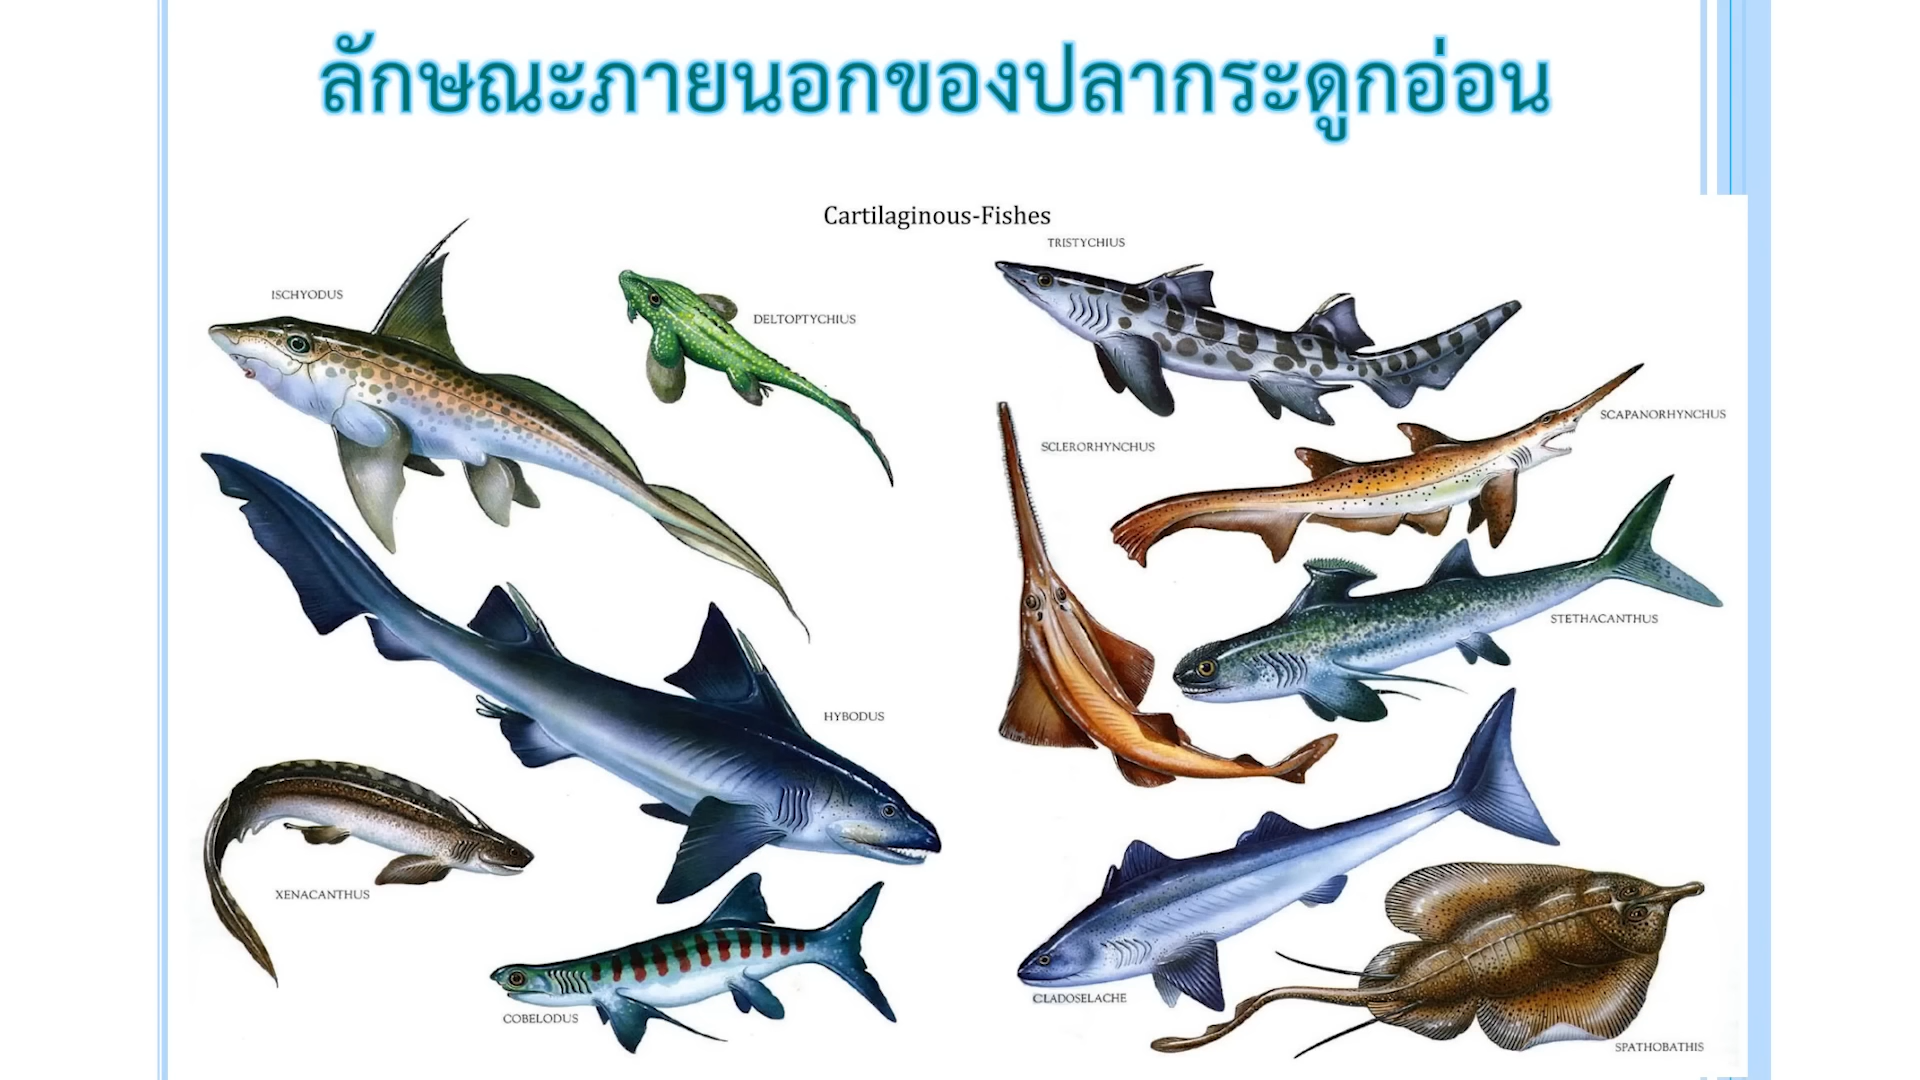 ลักษณะภายนอกของปลากระดูกอ่อน
Cartilaginous-Fishes
TRISTYCHIUS
ISCHYODUS
DELTOPTYCHIUS
SCAPANORHYNCHUS
SCLERORHYNCHUS
STETHACANTHUS
HYBODUS
XENACANTHUS
CLADOSELACHE
COBELODUS
SPATHOBATHIS